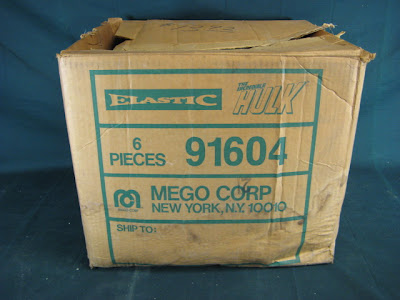 ELASTIC
THE INCREDIBLE
HULK
6
PIECES
91604
MEGO CORP
NEW YORK, N.Y. 10010
SHIP TO: